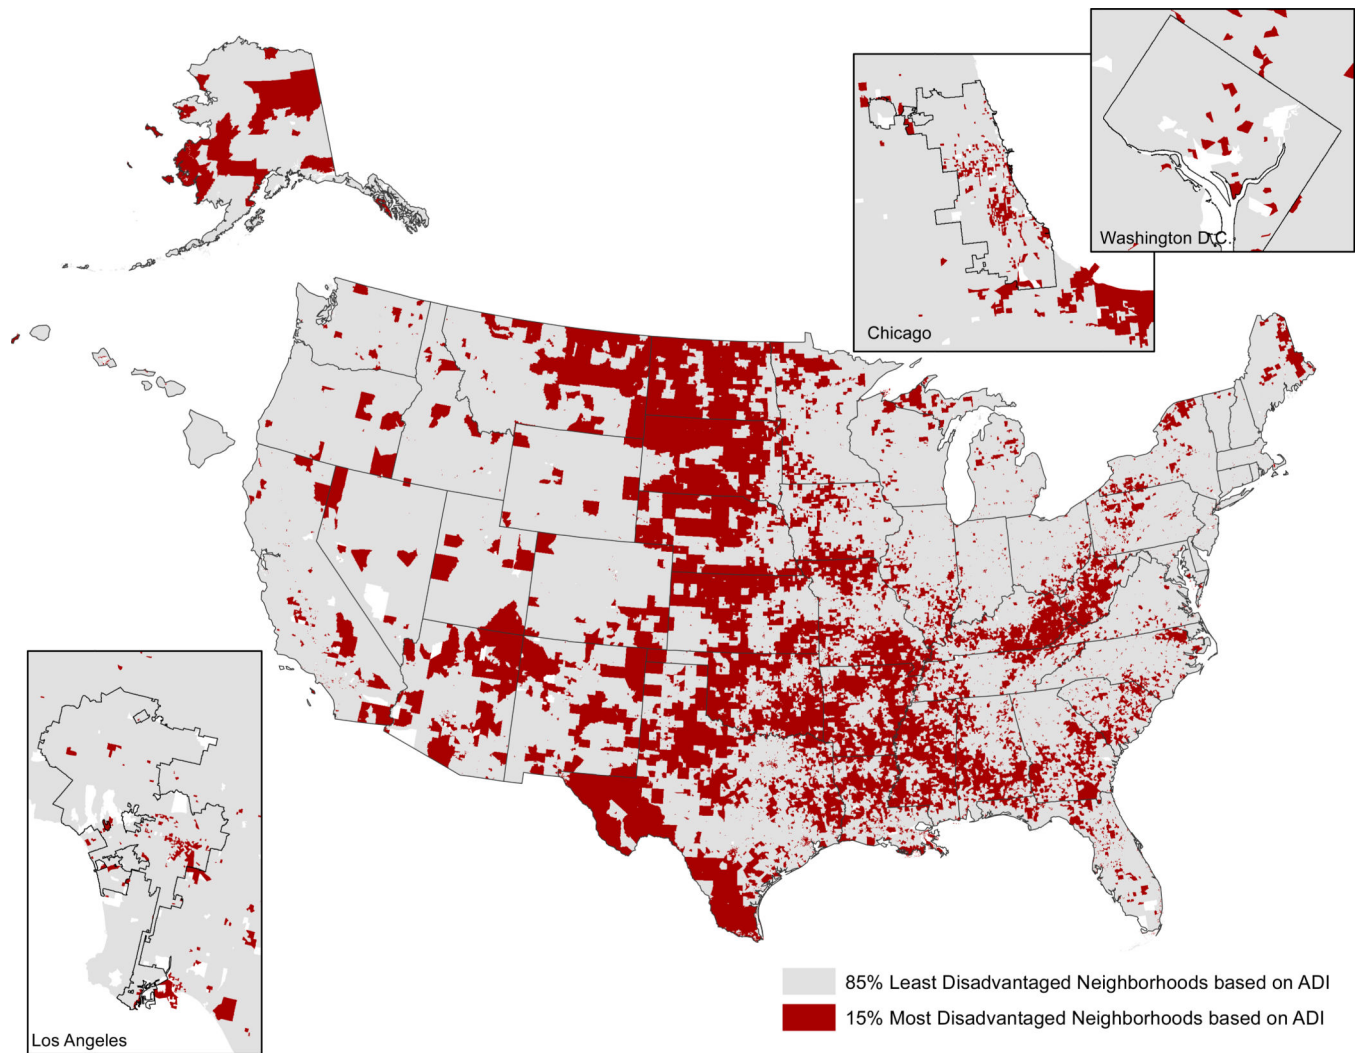 Washington D.C.
Chicago
Los Angeles
85% Least Disadvantaged Neighborhoods based on ADI
15% Most Disadvantaged Neighborhoods based on ADI